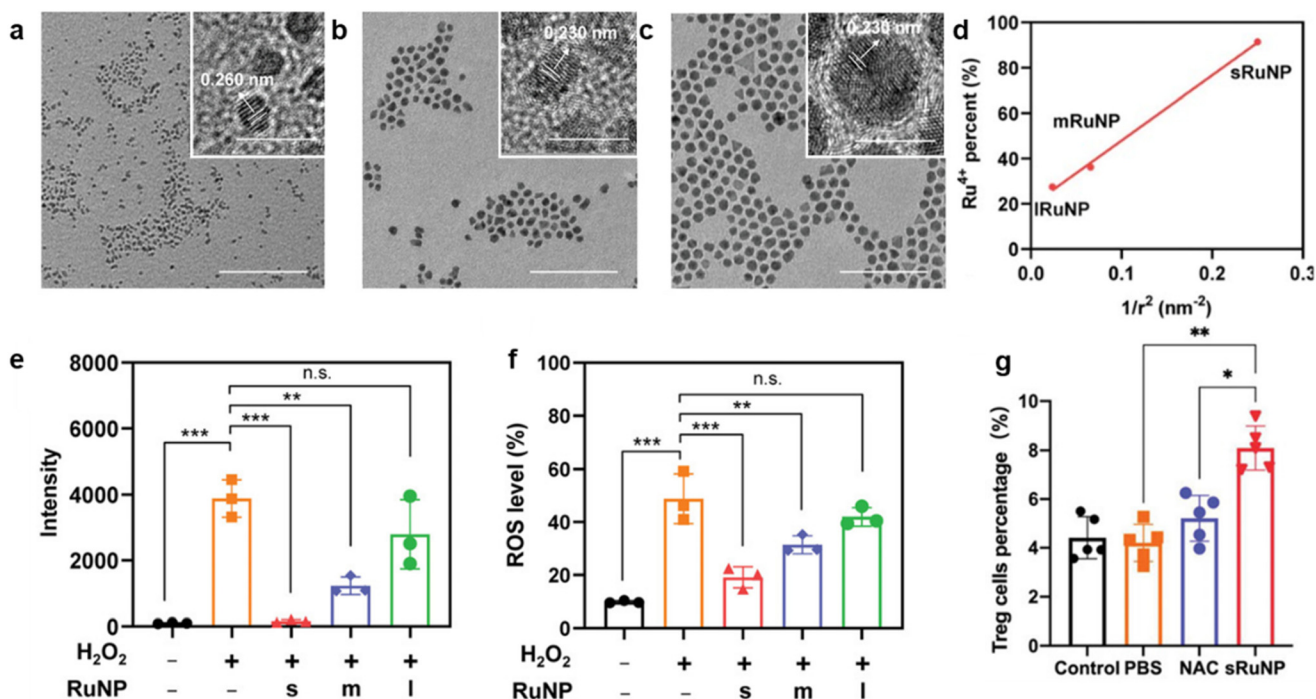 a
0.260 nm
b
0.230 nm
c
0.230 nm
d
Ru⁴⁺ percent (%)
100
80
60
40
20
0
sRuNP
mRuNP
lRuNP
0.0 0.1 0.2 0.3
1/r² (nm⁻²)
e
Intensity
8000
6000
4000
2000
0
n.s.
**
***
***
H₂O₂ – + + + +
RuNP – – s m l
f
ROS level (%)
100
80
60
40
20
0
n.s.
**
***
***
H₂O₂ – + + + +
RuNP – – s m l
g
Treg cells percentage (%)
10
8
6
4
2
0
**
*
Control PBS NAC sRuNP